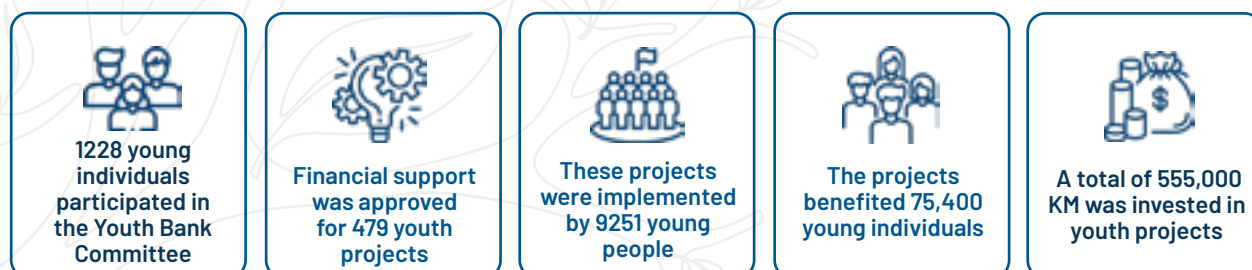 1228 young
individuals
participated in
the Youth Bank
Committee
Financial support
was approved
for 479 youth
projects
These projects
were implemented
by 9251 young
people
The projects
benefited 75,400
young individuals
$
A total of 555,000
KM was invested in
youth projects